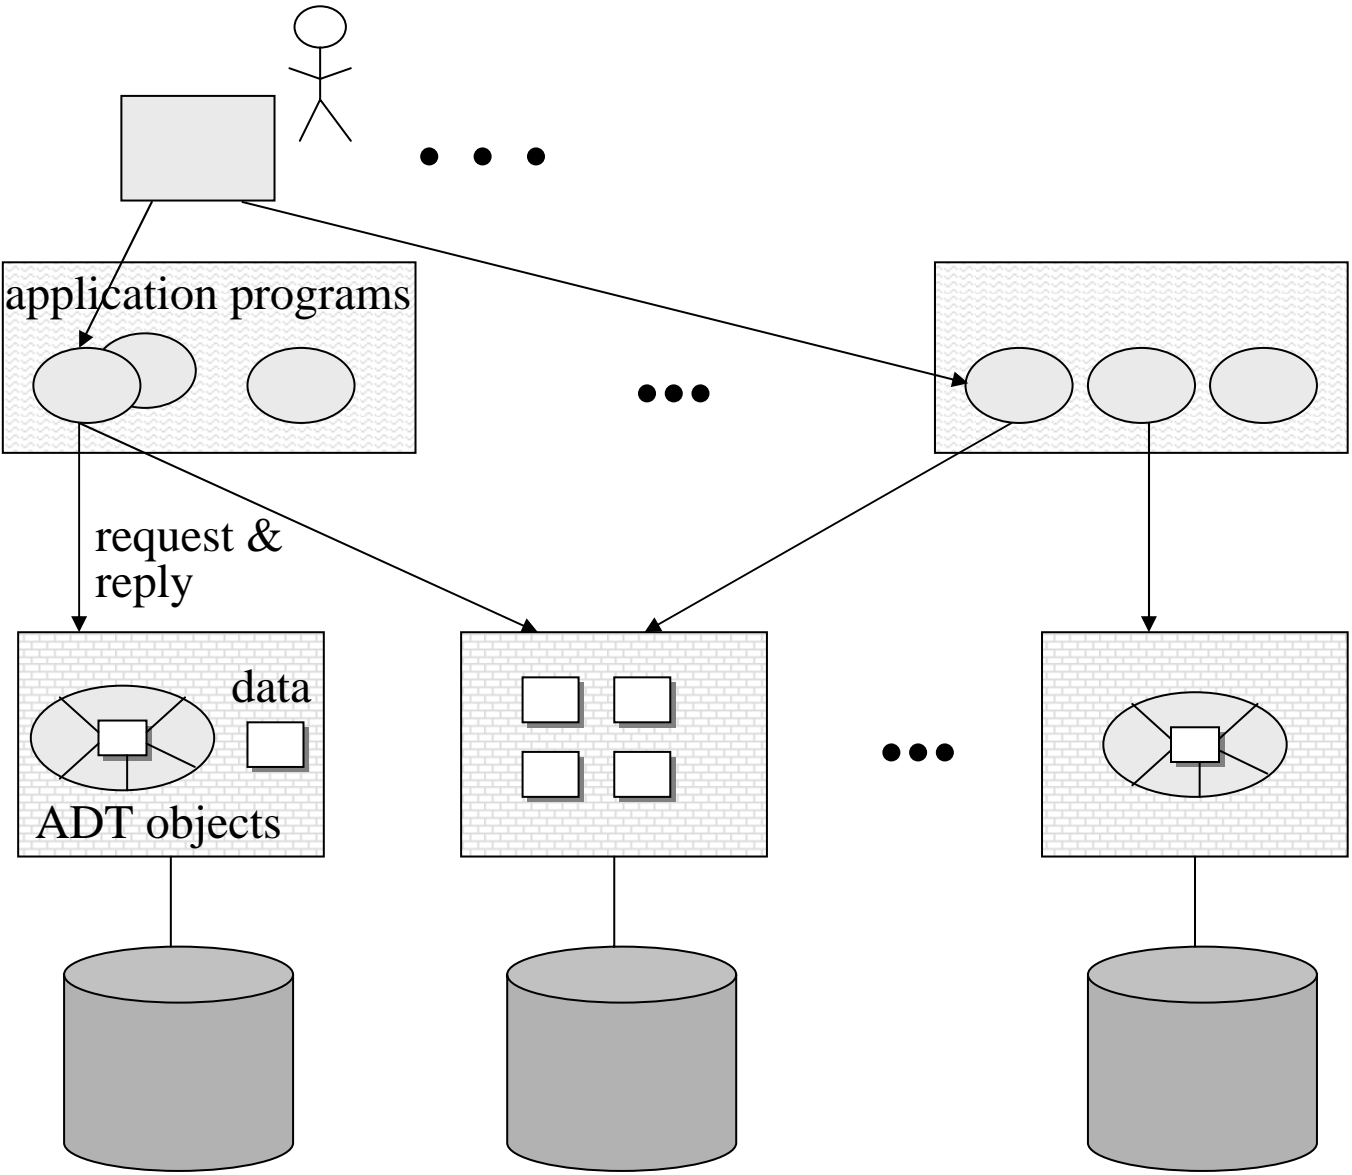 application programs
request &
reply
data
ADT objects